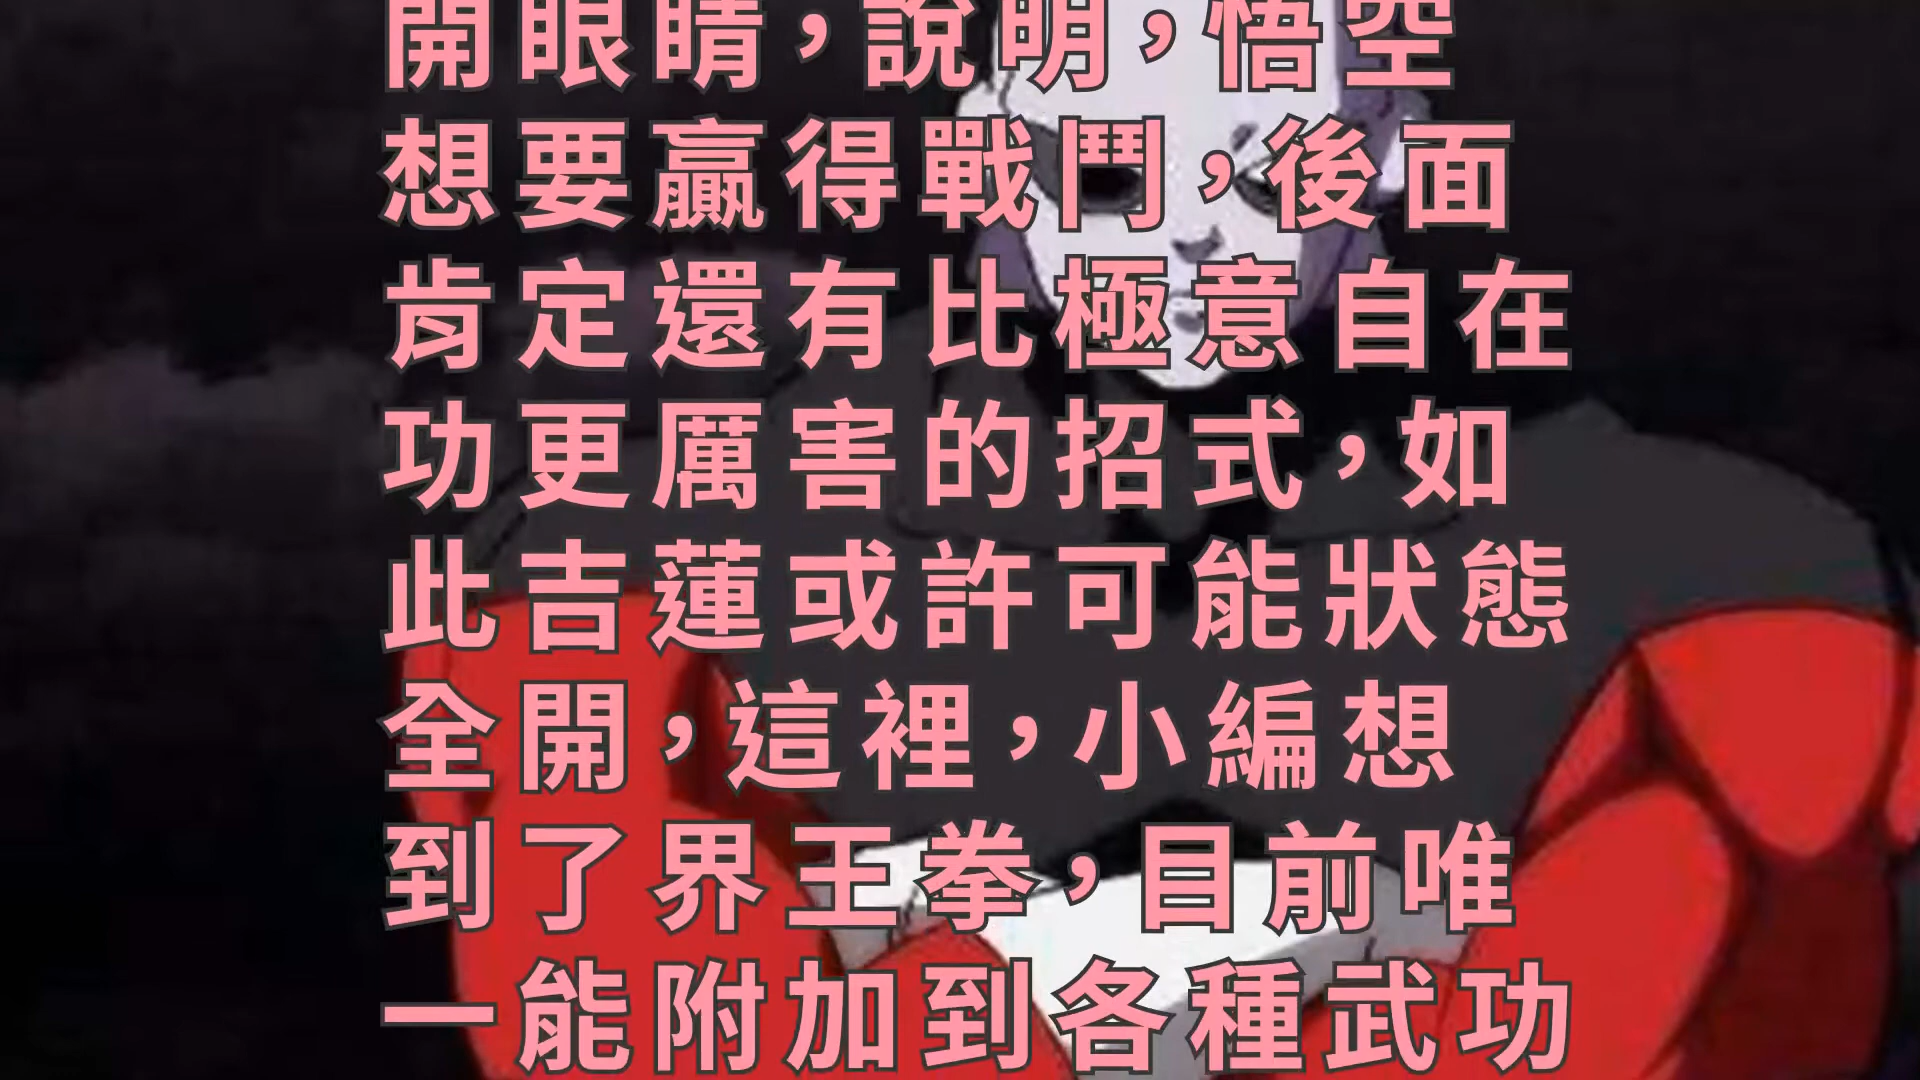 開眼睛，說明，悟空
想要贏得戰鬥，後面
肯定還有比極意自在
功更厲害的招式，如
此吉蓮或許可能狀態
全開，這裡，小編想
到了界王拳，目前唯
一能附加到各種武功